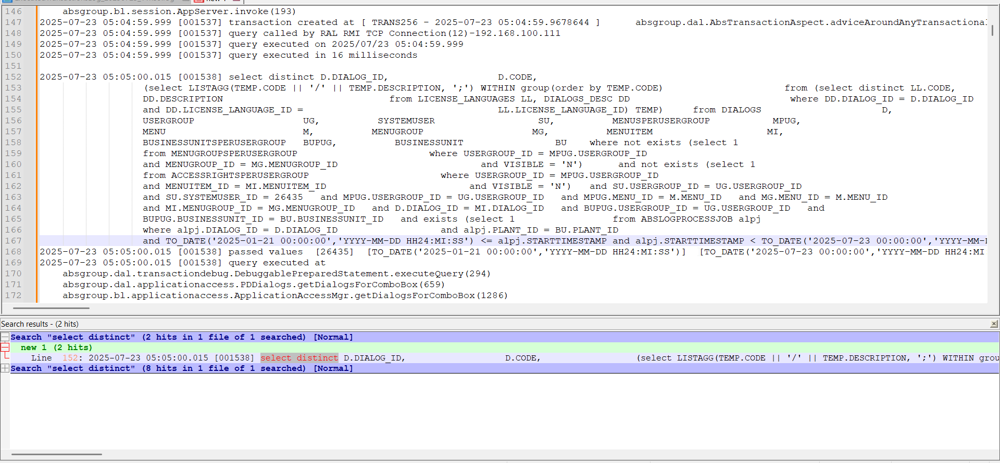 new 1
146 absgroup.bl.session.AppServer.invoke(193)
147 2025-07-23 05:04:59.999 [001537] transaction created at [ TRANS256 - 2025-07-23 05:04:59.9678644 ] absgroup.dal.AbsTransactionAspect.adviceAroundAnyTransactional
148 2025-07-23 05:04:59.999 [001537] query called by RAL RMI TCP Connection(12)-192.168.100.111
149 2025-07-23 05:04:59.999 [001537] query executed on 2025/07/23 05:04:59.999
150 2025-07-23 05:04:59.999 [001537] query executed in 16 milliseconds
151
152 2025-07-23 05:05:00.015 [001538] select distinct D.DIALOG_ID, D.CODE,
153 (select LISTAGG(TEMP.CODE || '/' || TEMP.DESCRIPTION, ';') WITHIN group(order by TEMP.CODE) from (select distinct LL.CODE,
154 DD.DESCRIPTION from LICENSE_LANGUAGES LL, DIALOGS_DESC DD where DD.DIALOG_ID = D.DIALOG_ID
155 and DD.LICENSE_LANGUAGE_ID = LL.LICENSE_LANGUAGE_ID) TEMP) from DIALOGS D,
156 USERGROUP UG, SYSTEMUSER SU, MENUSPERUSERGROUP MPUG,
157 MENU M, MENUGROUP MG, MENUITEM MI,
158 BUSINESSUNITSPERUSERGROUP BUPUG, BUSINESSUNIT BU where not exists (select 1
159 from MENUGROUPSPERUSERGROUP where USERGROUP_ID = MPUG.USERGROUP_ID
160 and MENUGROUP_ID = MG.MENUGROUP_ID and VISIBLE = 'N') and not exists (select 1
161 from ACCESSRIGHTSPERUSERGROUP where USERGROUP_ID = MPUG.USERGROUP_ID
162 and MENUITEM_ID = MI.MENUITEM_ID and VISIBLE = 'N') and SU.USERGROUP_ID = UG.USERGROUP_ID
163 and SU.SYSTEMUSER_ID = 26435 and MPUG.USERGROUP_ID = UG.USERGROUP_ID and MPUG.MENU_ID = M.MENU_ID and MG.MENU_ID = M.MENU_ID
164 and MI.MENUGROUP_ID = MG.MENUGROUP_ID and D.DIALOG_ID = MI.DIALOG_ID and BUPUG.USERGROUP_ID = UG.USERGROUP_ID and
165 BUPUG.BUSINESSUNIT_ID = BU.BUSINESSUNIT_ID and exists (select 1 from ABSLOGPROCESSJOB alpj
166 where alpj.DIALOG_ID = D.DIALOG_ID and alpj.PLANT_ID = BU.PLANT_ID
167 and TO_DATE('2025-01-21 00:00:00','YYYY-MM-DD HH24:MI:SS') <= alpj.STARTTIMESTAMP and alpj.STARTTIMESTAMP < TO_DATE('2025-07-23 00:00:00','YYYY-MM-
168 2025-07-23 05:05:00.015 [001538] passed values [26435] [TO_DATE('2025-01-21 00:00:00','YYYY-MM-DD HH24:MI:SS')] [TO_DATE('2025-07-23 00:00:00','YYYY-MM-DD HH24:MI
169 2025-07-23 05:05:00.015 [001538] query executed at
170 absgroup.dal.transactiondebug.DebuggablePreparedStatement.executeQuery(294)
171 absgroup.dal.applicationaccess.PDDialogs.getDialogsForComboBox(659)
172 absgroup.bl.applicationaccess.ApplicationAccessMgr.getDialogsForComboBox(1286)
Search results - (2 hits)
Search "select distinct" (2 hits in 1 file of 1 searched) [Normal]
new 1 (2 hits)
Line 152: 2025-07-23 05:05:00.015 [001538] select distinct D.DIALOG_ID, D.CODE, (select LISTAGG(TEMP.CODE || '/' || TEMP.DESCRIPTION, ';') WITHIN grou
Search "select distinct" (8 hits in 1 file of 1 searched) [Normal]